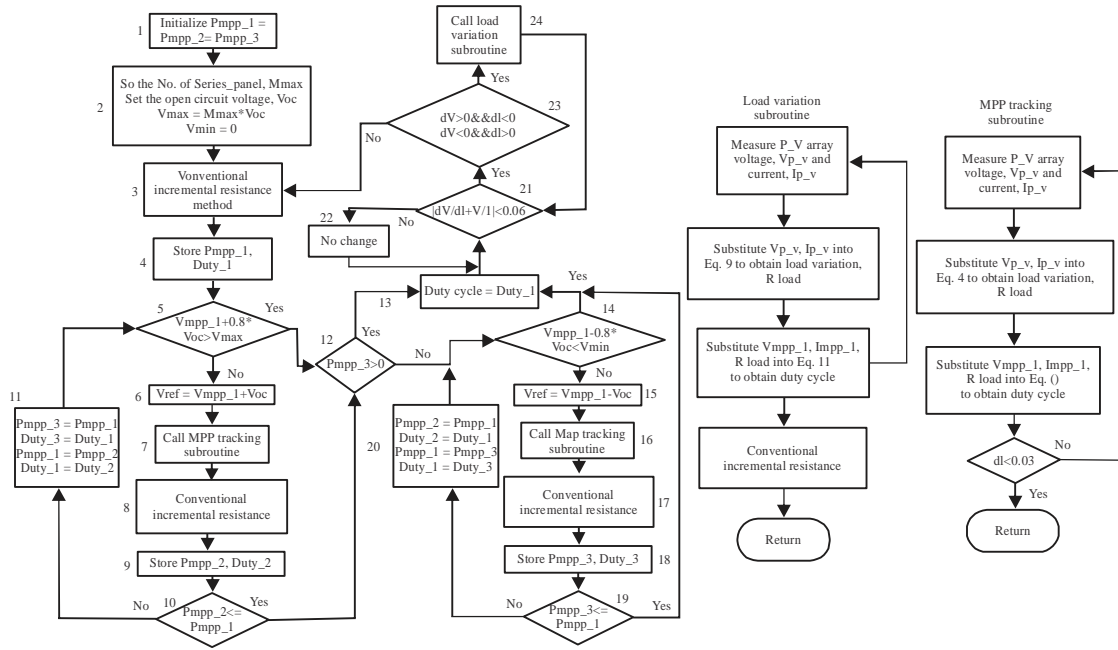 1
Initialize Pmpp_1 =
Pmpp_2= Pmpp_3
2
So the No. of Series_panel, Mmax
Set the open circuit voltage, Voc
Vmax = Mmax*Voc
Vmin = 0
3
Vonventional
incremental resistance
method
4
Store Pmpp_1,
Duty_1
5
Vmpp_1+0.8*
Voc>Vmax
Yes
No
6
Vref = Vmpp_1+Voc
7
Call MPP tracking
subroutine
8
Conventional
incremental resistance
9
Store Pmpp_2, Duty_2
10
Pmpp_2<=
Pmpp_1
No
Yes
11
Pmpp_3 = Pmpp_1
Duty_3 = Duty_1
Pmpp_1 = Pmpp_2
Duty_1 = Duty_2
12
Pmpp_3>0
Yes
No
13
Duty cycle = Duty_1
14
Vmpp_1-0.8*
Voc<Vmin
Yes
No
15
Vref = Vmpp_1-Voc
16
Call Map tracking
subroutine
17
Conventional
incremental resistance
18
Store Pmpp_3, Duty_3
19
Pmpp_3<=
Pmpp_1
No
Yes
20
Pmpp_2 = Pmpp_1
Duty_2 = Duty_1
Pmpp_1 = Pmpp_3
Duty_1 = Duty_3
21
|dV/dl+V/1|<0.06
Yes
No
22
No change
23
dV>0&&dl<0
dV<0&&dl>0
Yes
No
24
Call load
variation
subroutine
Load variation
subroutine
Measure P_V array
voltage, Vp_v and
current, Ip_v
Substitute Vp_v, Ip_v into
Eq. 9 to obtain load variation,
R load
Substitute Vmpp_1, Impp_1,
R load into Eq. 11
to obtain duty cycle
Conventional
incremental resistance
Return
MPP tracking
subroutine
Measure P_V array
voltage, Vp_v and
current, Ip_v
Substitute Vp_v, Ip_v into
Eq. 4 to obtain load variation,
R load
Substitute Vmpp_1, Impp_1,
R load into Eq. ()
to obtain duty cycle
dl<0.03
No
Yes
Return